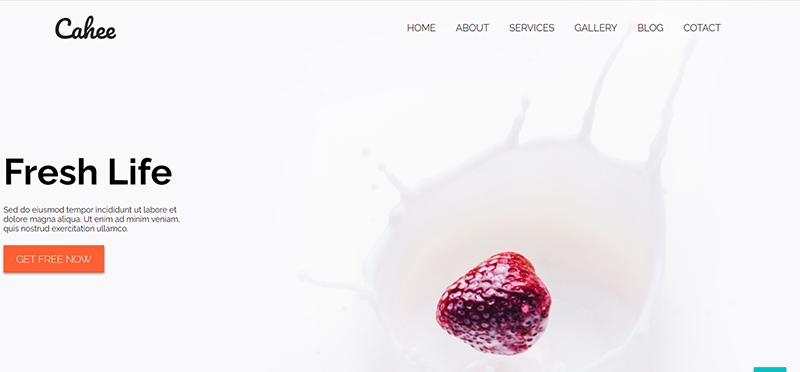 Cahee
HOME ABOUT SERVICES GALLERY BLOG COTACT
Fresh Life
Sed do eiusmod tempor incididunt ut labore et
dolore magna aliqua. Ut enim ad minim veniam,
quis nostrud exercitation ullamco.
GET FREE NOW